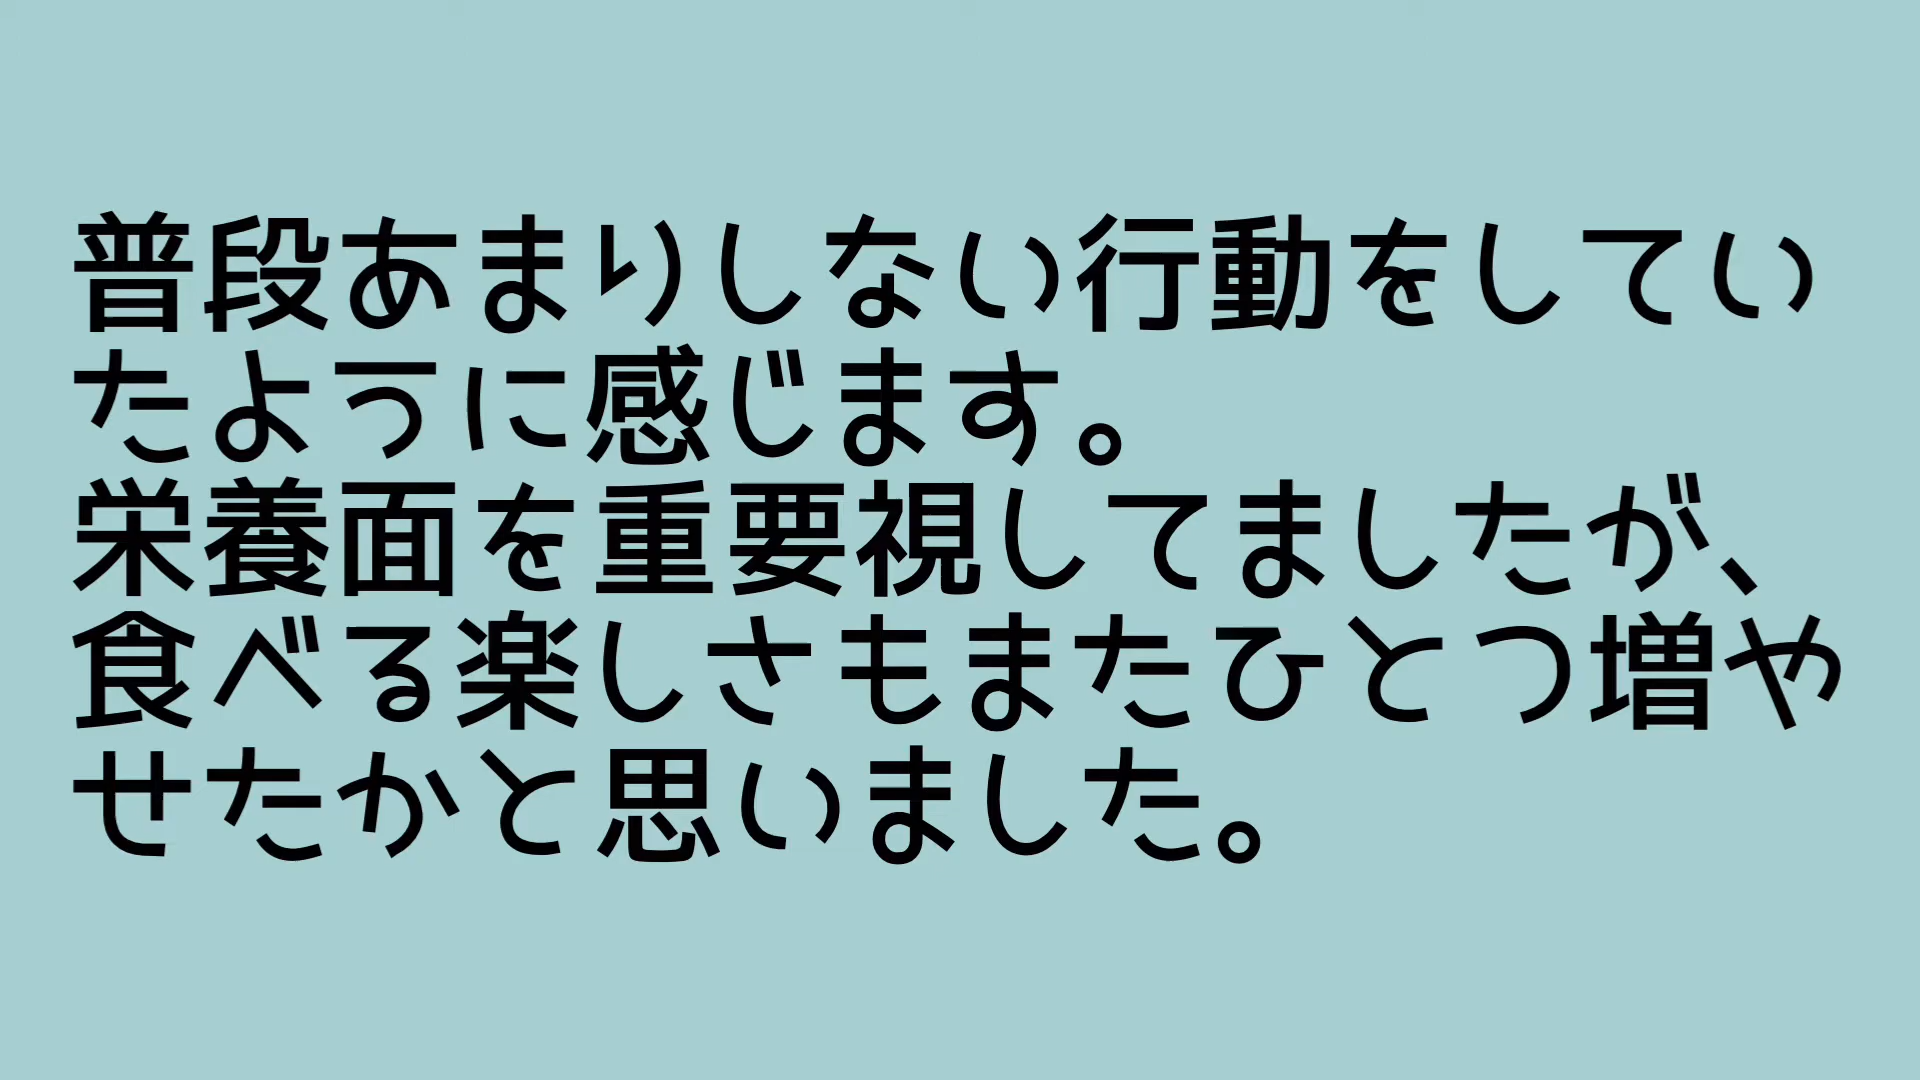 普段あまりしない行動をしてい
たように感じます。
栄養面を重要視してましたが、
食べる楽しさもまたひとつ増や
せたかと思いました。